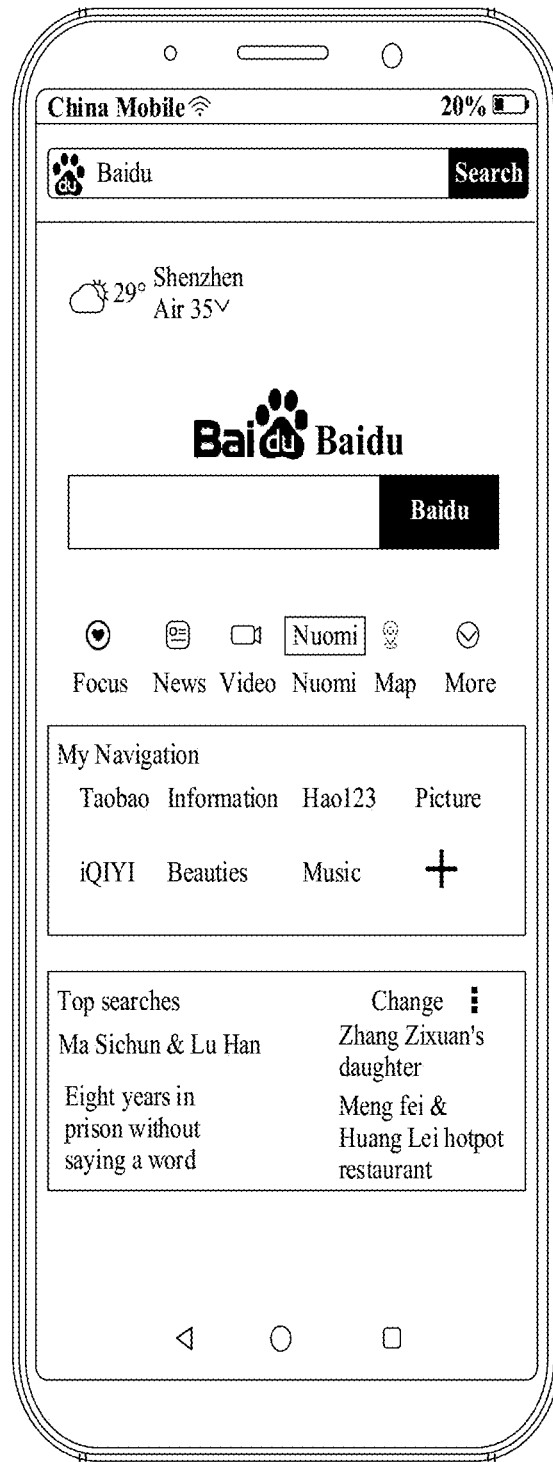 China Mobile 20%
du Baidu Search
29° Shenzhen
Air 35
Baidu Baidu
Baidu
Nuomi
Focus News Video Nuomi Map More
My Navigation
Taobao Information Hao123 Picture
iQIYI Beauties Music
Top searches Change
Ma Sichun & Lu Han
Zhang Zixuan's
daughter
Eight years in
prison without
saying a word
Meng fei &
Huang Lei hotpot
restaurant